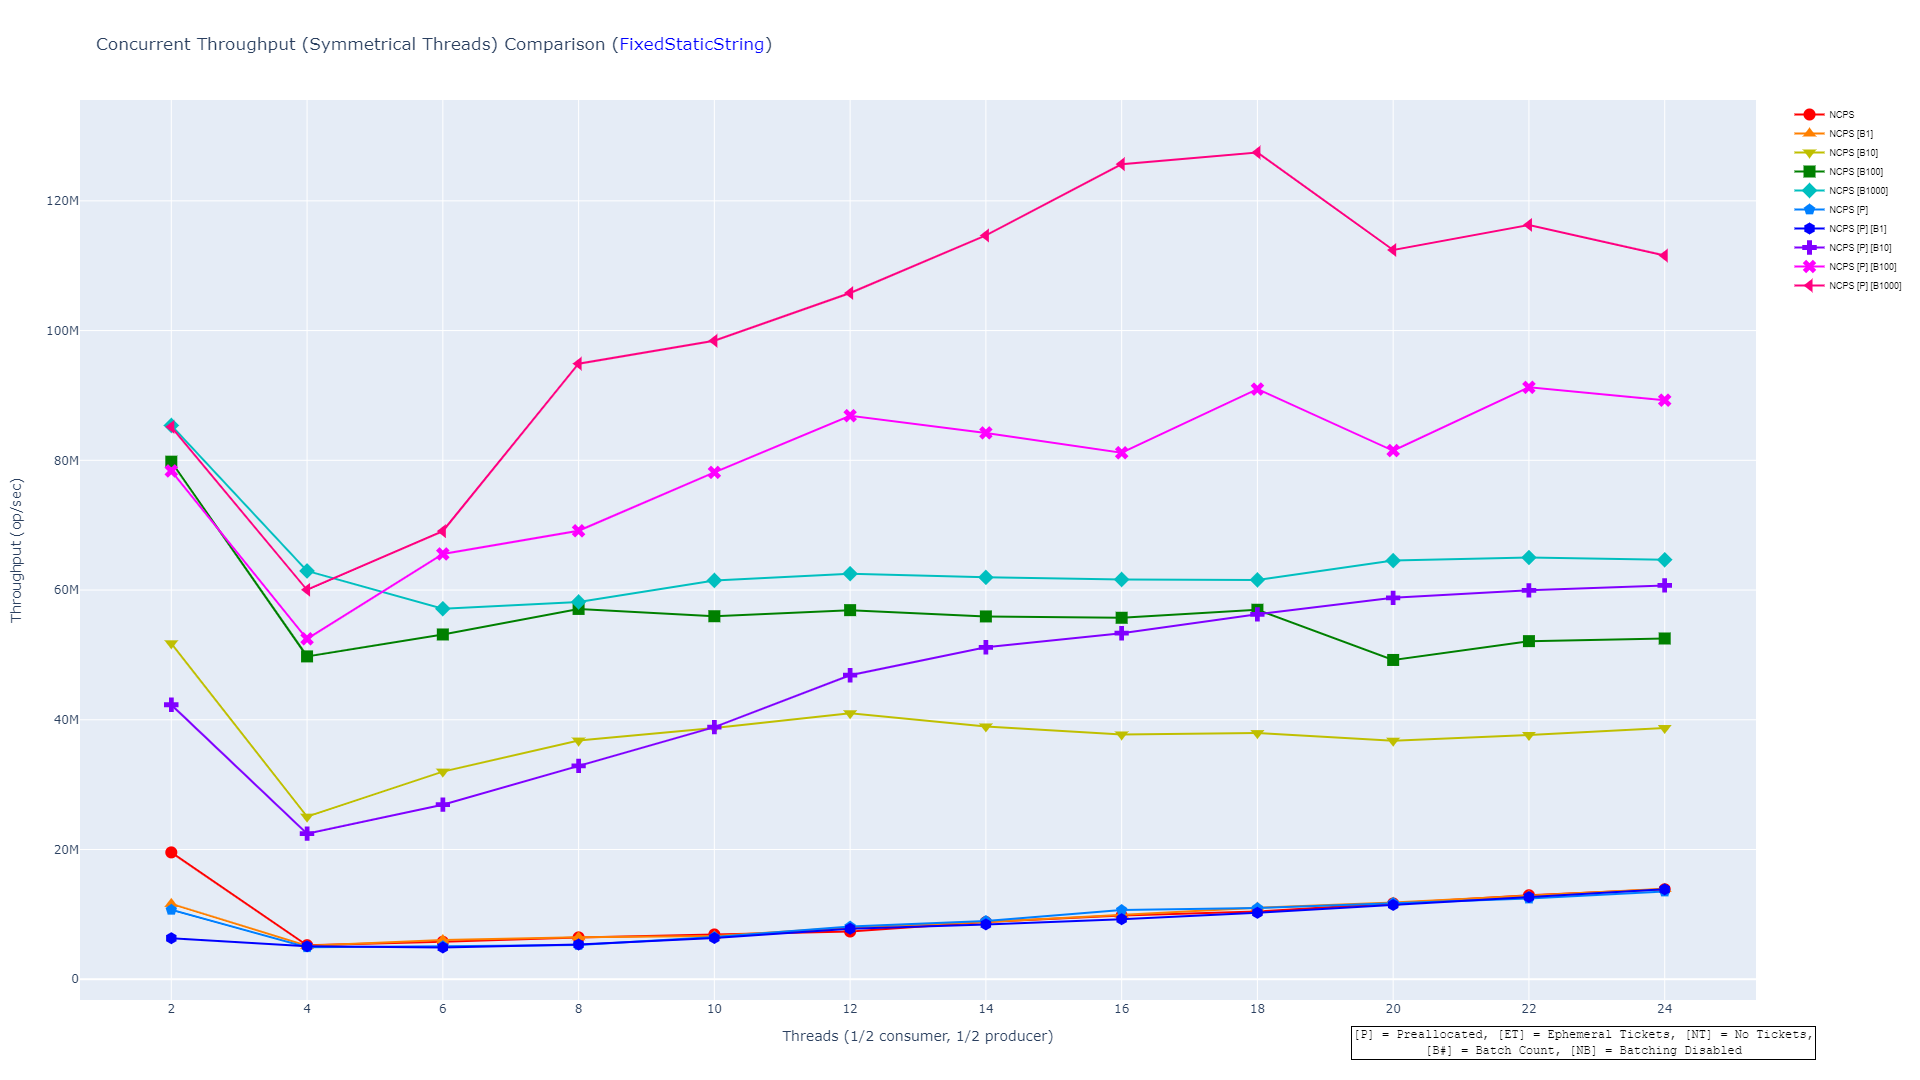 Concurrent Throughput (Symmetrical Threads) Comparison (FixedStaticString)
NCPS
NCPS [B1]
NCPS [B10]
NCPS [B100]
NCPS [B1000]
NCPS [P]
NCPS [P] [B1]
NCPS [P] [B10]
NCPS [P] [B100]
NCPS [P] [B1000]
Throughput (op/sec)
120M
100M
80M
60M
40M
20M
0
2 4 6 8 10 12 14 16 18 20 22 24
Threads (1/2 consumer, 1/2 producer)
[P] = Preallocated, [ET] = Ephemeral Tickets, [NT] = No Tickets,
[B#] = Batch Count, [NB] = Batching Disabled